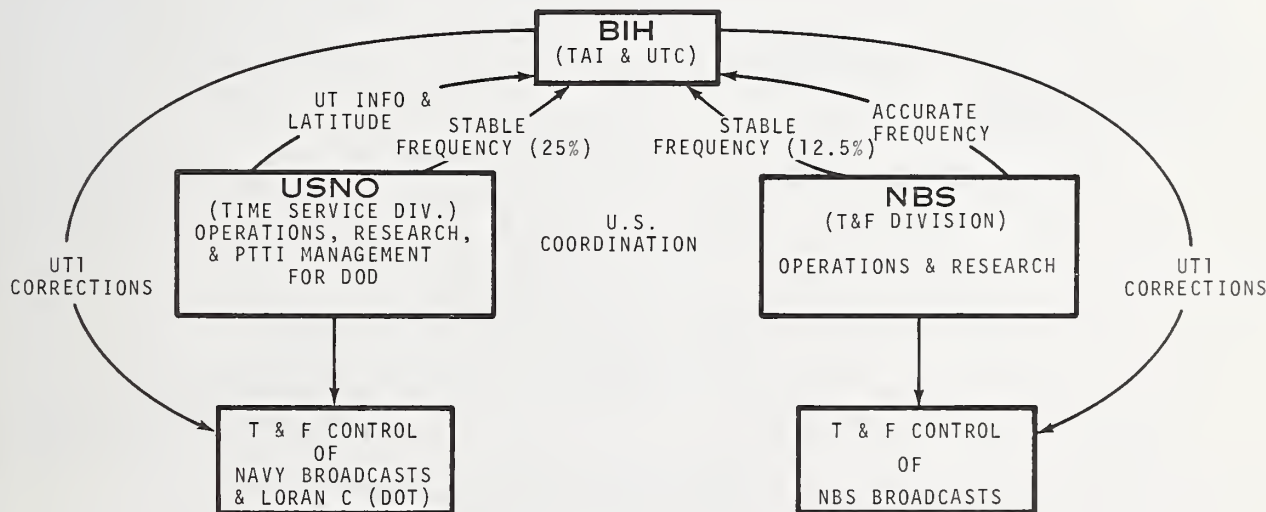 BIH
(TAI & UTC)
UT INFO &
LATITUDE
STABLE
FREQUENCY (25%)
STABLE
FREQUENCY (12.5%)
ACCURATE
FREQUENCY
USNO
(TIME SERVICE DIV.)
OPERATIONS, RESEARCH,
& PTTI MANAGEMENT
FOR DOD
U.S.
COORDINATION
NBS
(T&F DIVISION)
OPERATIONS & RESEARCH
UT1
CORRECTIONS
UT1
CORRECTIONS
T & F CONTROL
OF
NAVY BROADCASTS
& LORAN C (DOT)
T & F CONTROL
OF
NBS BROADCASTS